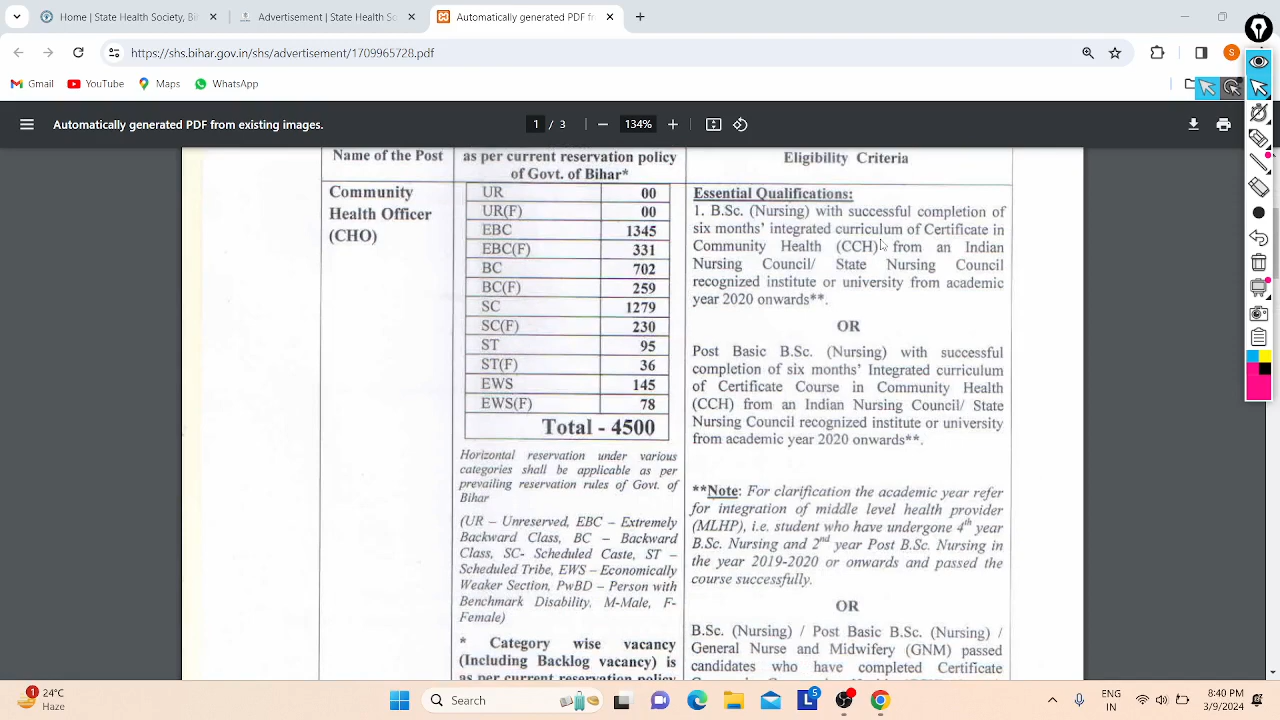 Home | State Health Society, Bi
Advertisement | State Health Soc
Automatically generated PDF fro
https://shs.bihar.gov.in/shs/advertisement/1709965728.pdf
S
Gmail
YouTube
Maps
WhatsApp
Automatically generated PDF from existing images.
1 / 3
134%
Name of the Post
as per current reservation policy
of Govt. of Bihar*
Eligibility Criteria
Community
Health Officer
(CHO)
UR 00
UR(F) 00
EBC 1345
EBC(F) 331
BC 702
BC(F) 259
SC 1279
SC(F) 230
ST 95
ST(F) 36
EWS 145
EWS(F) 78
Total - 4500
Horizontal reservation under various
categories shall be applicable as per
prevailing reservation rules of Govt. of
Bihar
(UR – Unreserved, EBC – Extremely
Backward Class, BC – Backward
Class, SC- Scheduled Caste, ST –
Scheduled Tribe, EWS – Economically
Weaker Section, PwBD – Person with
Benchmark Disability, M-Male, F-
Female)
* Category wise vacancy
(Including Backlog vacancy) is
as per current reservation policy
Essential Qualifications:
1. B.Sc. (Nursing) with successful completion of
six months' integrated curriculum of Certificate in
Community Health (CCH) from an Indian
Nursing Council/ State Nursing Council
recognized institute or university from academic
year 2020 onwards**.
OR
Post Basic B.Sc. (Nursing) with successful
completion of six months' Integrated curriculum
of Certificate Course in Community Health
(CCH) from an Indian Nursing Council/ State
Nursing Council recognized institute or university
from academic year 2020 onwards**.
**Note: For clarification the academic year refer
for integration of middle level health provider
(MLHP), i.e. student who have undergone 4th year
B.Sc. Nursing and 2nd year Post B.Sc. Nursing in
the year 2019-2020 or onwards and passed the
course successfully.
OR
B.Sc. (Nursing) / Post Basic B.Sc. (Nursing) /
General Nurse and Midwifery (GNM) passed
candidates who have completed Certificate
1
24°C
Haze
Search
L
5
ENG
IN
8:40 PM
3/9/2024